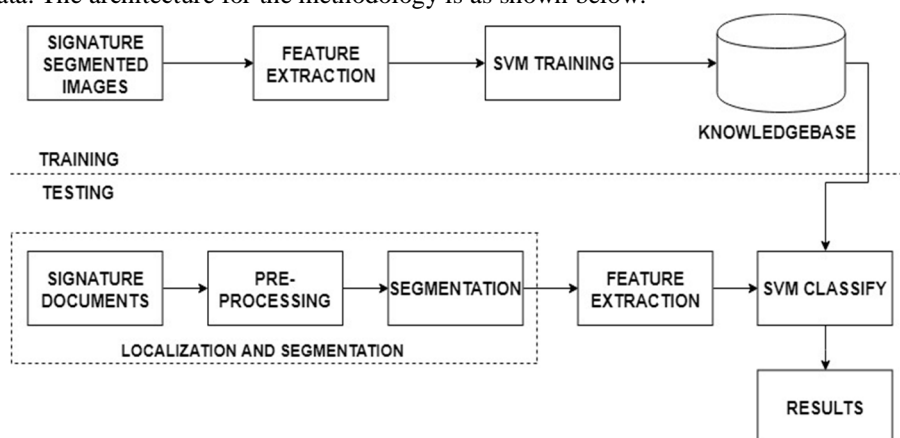 ata. The architecture for the methodology is as shown below.
SIGNATURE
SEGMENTED
IMAGES
FEATURE
EXTRACTION
SVM TRAINING
KNOWLEDGEBASE
TRAINING
TESTING
SIGNATURE
DOCUMENTS
PRE-
PROCESSING
SEGMENTATION
FEATURE
EXTRACTION
SVM CLASSIFY
LOCALIZATION AND SEGMENTATION
RESULTS